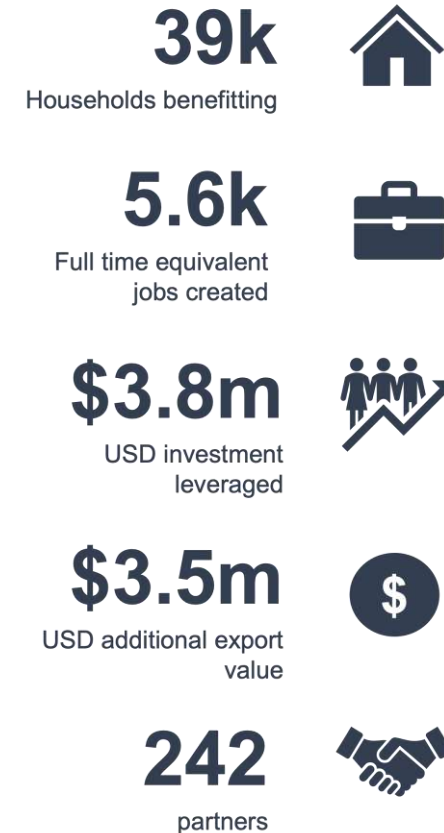 39k
Households benefitting
5.6k
Full time equivalent
jobs created
$3.8m
USD investment
leveraged
$3.5m
USD additional export
value
$
242
partners